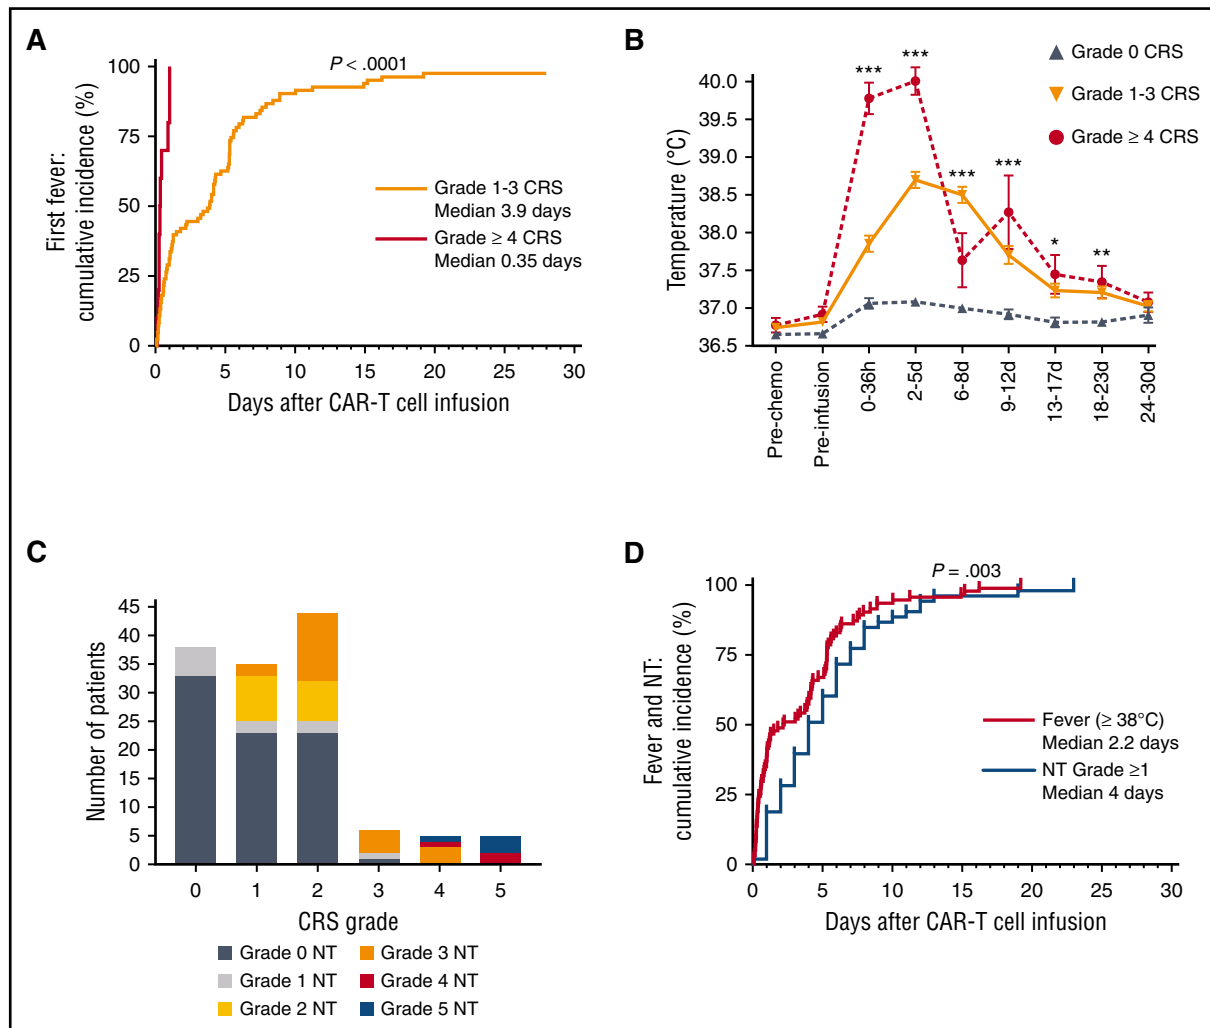 A
P < .0001
First fever:
cumulative incidence (%)
100
75
50
25
0
0 5 10 15 20 25 30
Days after CAR-T cell infusion
Grade 1-3 CRS
Median 3.9 days
Grade ≥ 4 CRS
Median 0.35 days
B
Temperature (°C)
40.0
39.5
39.0
38.5
38.0
37.5
37.0
36.5
*** *** *** *** * **
Grade 0 CRS
Grade 1-3 CRS
Grade ≥ 4 CRS
Pre-chemo
Pre-infusion
0-36h
2-5d
6-8d
9-12d
13-17d
18-23d
24-30d
C
Number of patients
45
40
35
30
25
20
15
10
5
0
0 1 2 3 4 5
CRS grade
Grade 0 NT
Grade 1 NT
Grade 2 NT
Grade 3 NT
Grade 4 NT
Grade 5 NT
D
P = .003
Fever and NT:
cumulative incidence (%)
100
75
50
25
0
0 5 10 15 20 25 30
Days after CAR-T cell infusion
Fever (≥ 38°C)
Median 2.2 days
NT Grade ≥1
Median 4 days